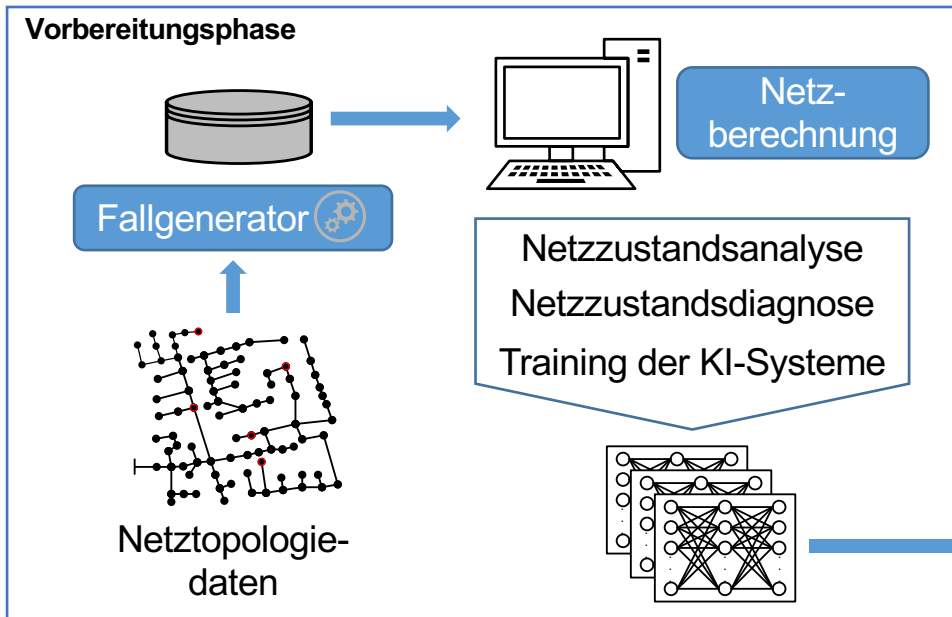 Vorbereitungsphase
Netz-
berechnung
Fallgenerator
Netzzustandsanalyse
Netzzustandsdiagnose
Training der KI-Systeme
Netztopologie-
daten